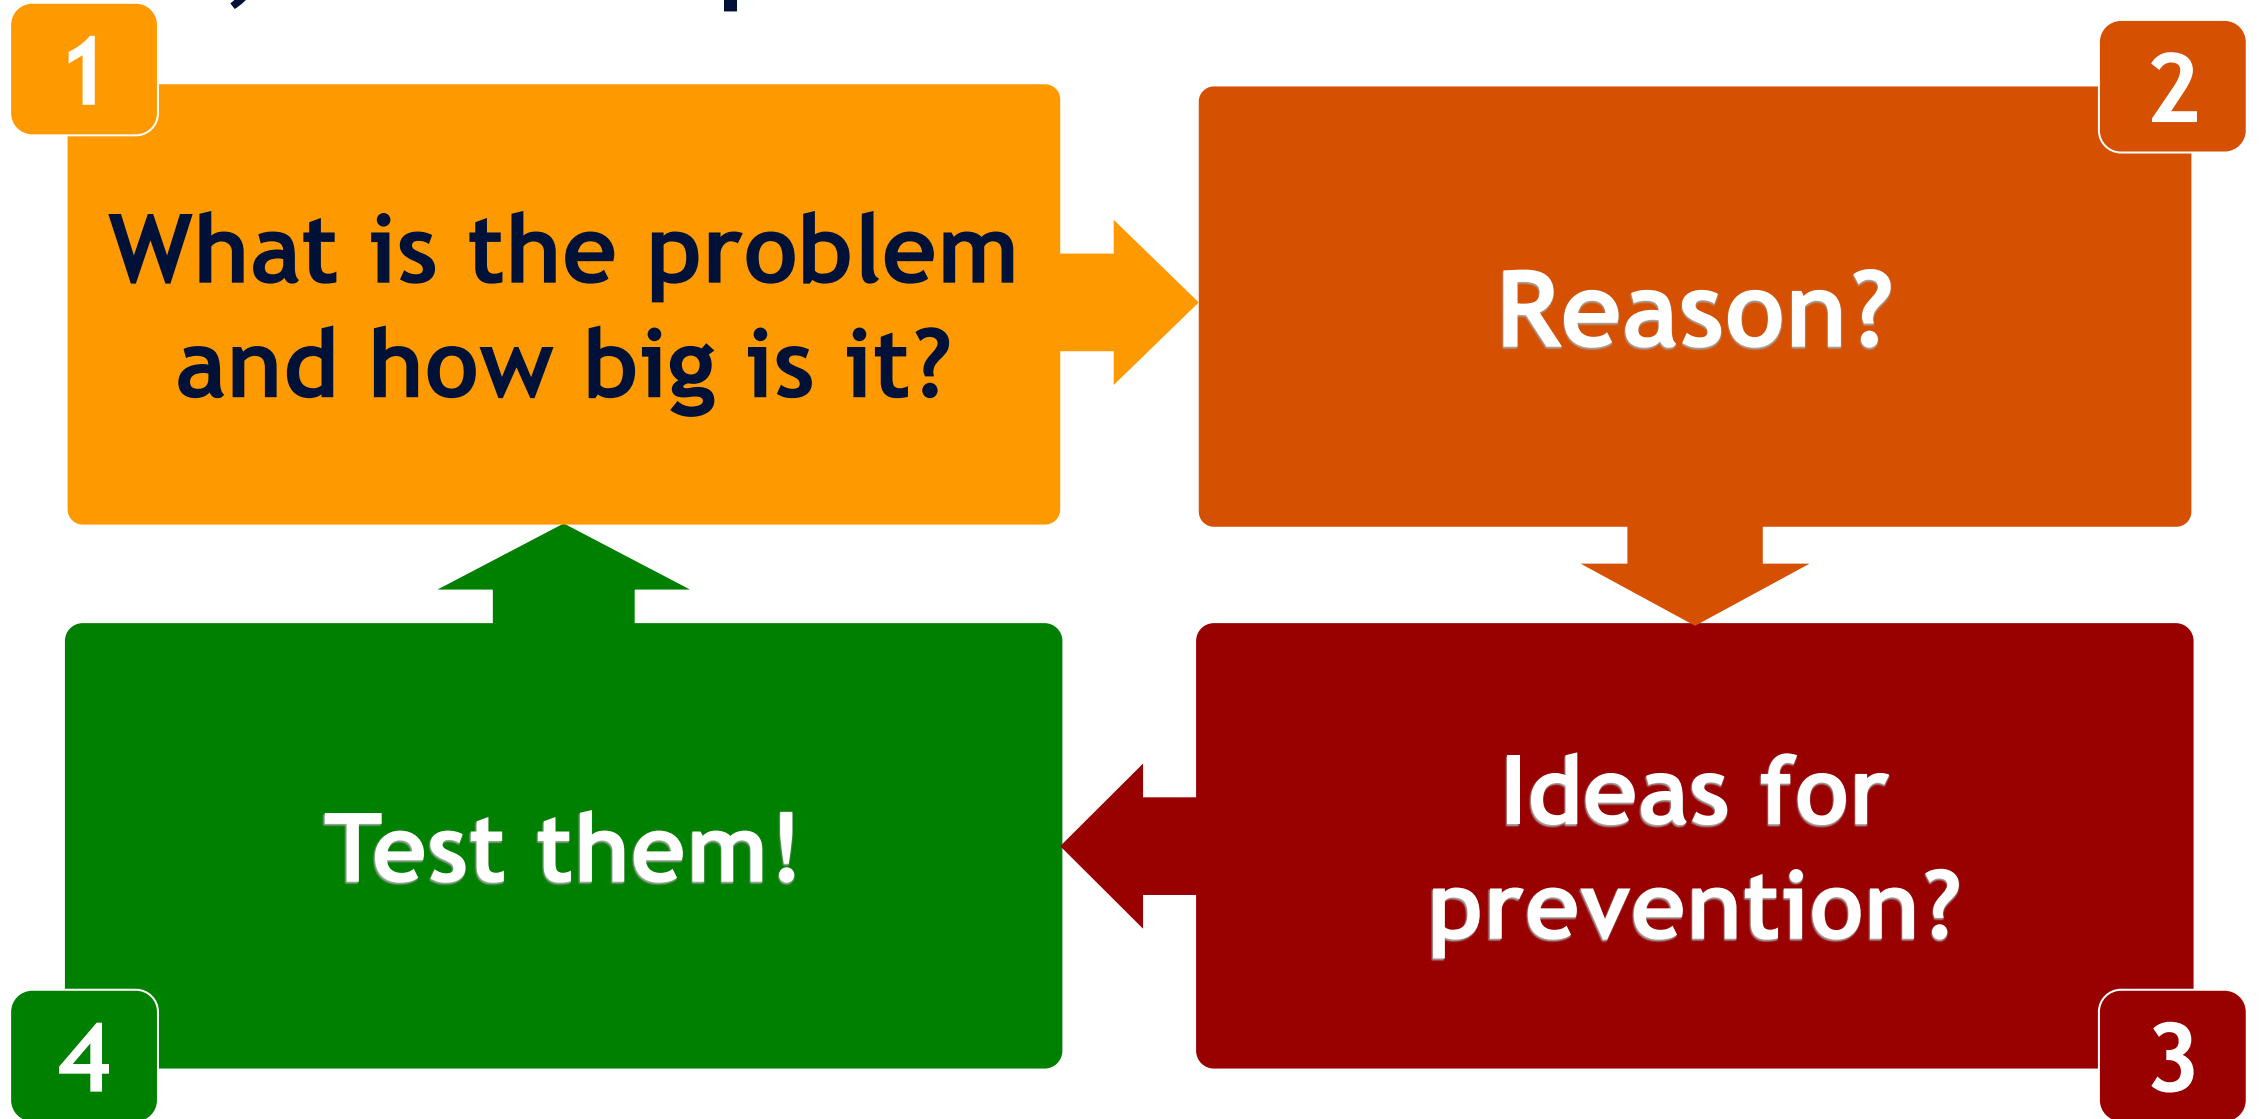 1
What is the problem
and how big is it?
2
Reason?
3
Ideas for
prevention?
4
Test them!